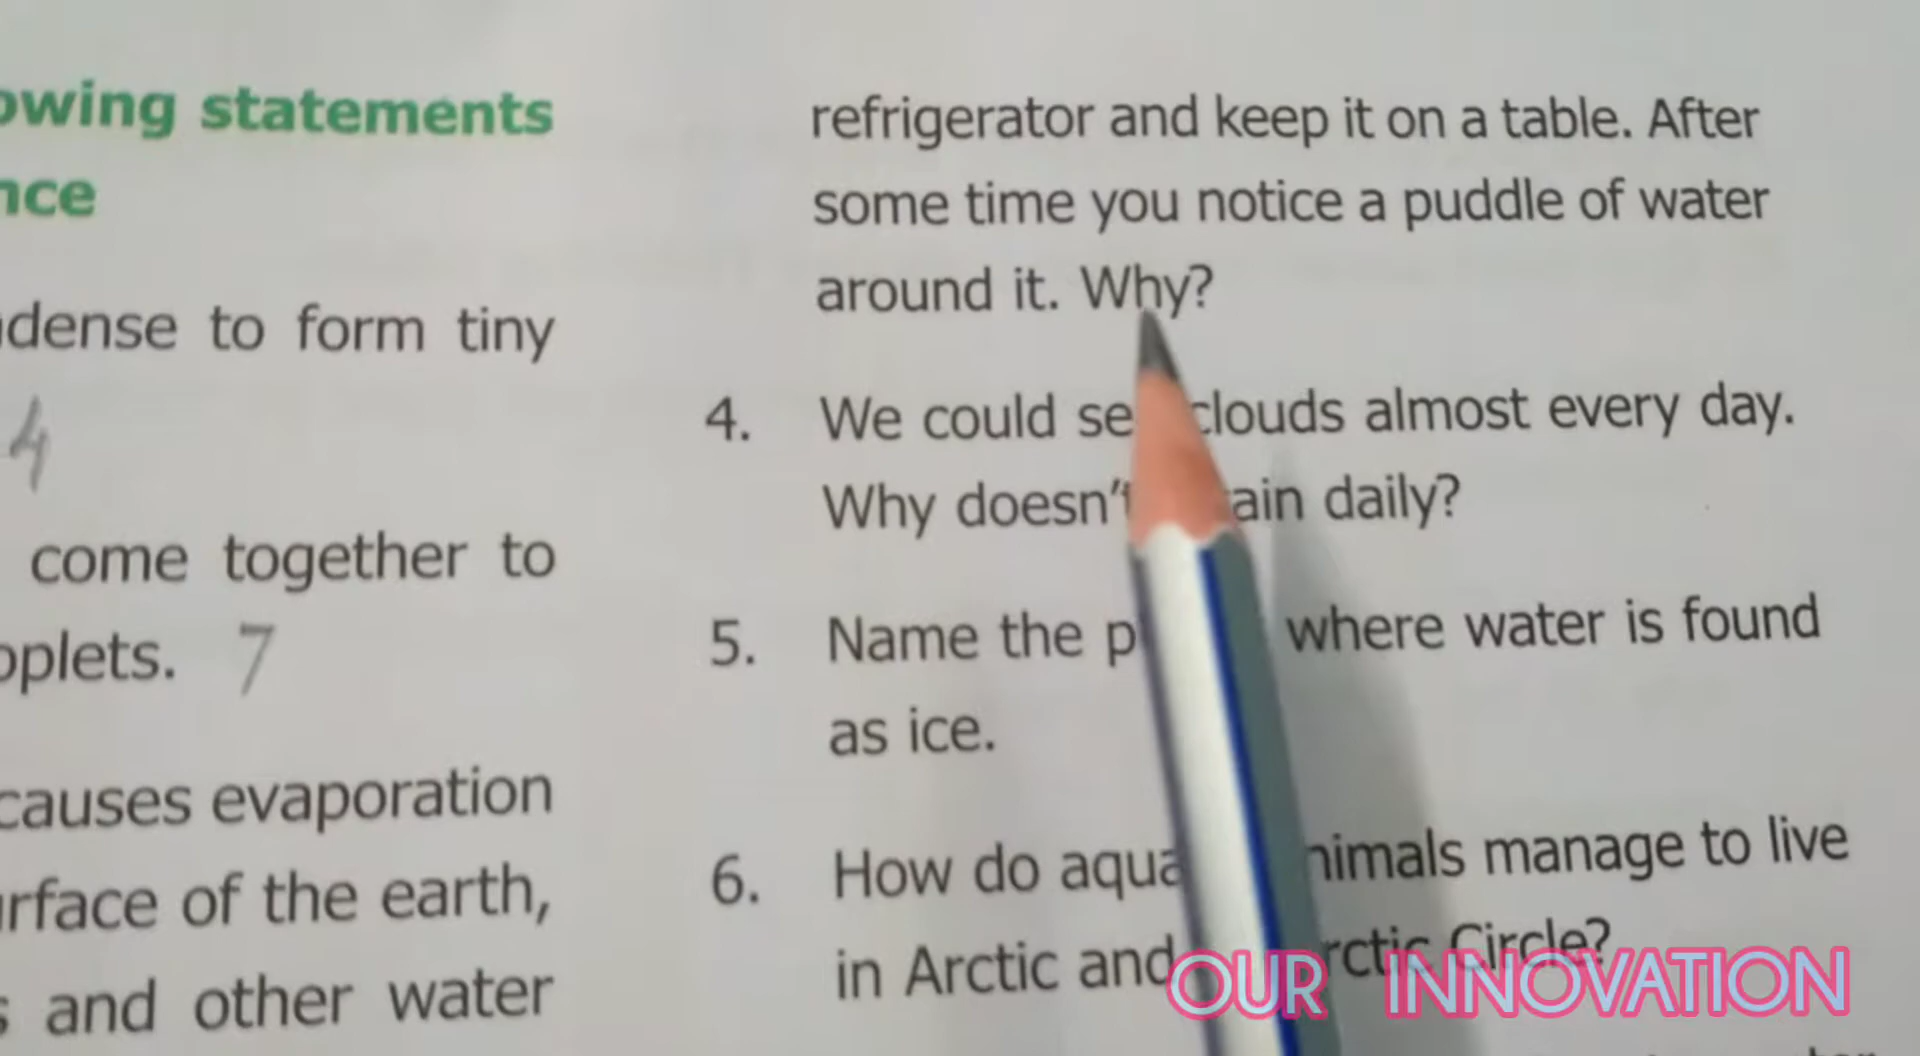 owing statements
nce
dense to form tiny
4
come together to
oplets. 7
causes evaporation
rface of the earth,
s and other water
refrigerator and keep it on a table. After
some time you notice a puddle of water
around it. Why?
4. We could se clouds almost every day.
Why doesn't ain daily?
5. Name the p where water is found
as ice.
6. How do aqua nimals manage to live
in Arctic and rctic Circle?
OUR INNOVATION